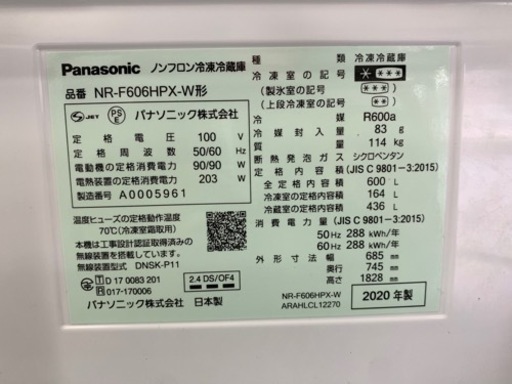 Panasonic ノンフロン冷凍冷蔵庫
品番 NR-F606HPX-W形
JET PSE パナソニック株式会社
定格電圧 100 V
定格周波数 50/60 Hz
電動機の定格消費電力 90/90 W
電熱装置の定格消費電力 203 W
製造番号 A0005961
温度ヒューズの定格動作温度
70℃(冷凍室霜取用)
本機は工事設計認証取得済みの
無線装置を搭載しています。
無線装置型式 DNSK-P11
T D 17 0083 201
B 017-170006
2.4 DS/OF4
パナソニック株式会社 日本製
種類 冷凍冷蔵庫
冷凍室の記号
(製氷室の記号)
(上段冷凍室の記号)
冷媒 R600a
冷媒封入量 83 g
質量 114 kg
断熱発泡ガス シクロペンタン
定格内容積 (JIS C 9801-3:2015)
全定格内容積 600 L
冷凍室の定格内容積 164 L
冷蔵室の定格内容積 436 L
消費電力量 (JIS C 9801-3:2015)
50Hz 288 kWh/年
60Hz 288 kWh/年
外形寸法 幅 685 mm
奥行 745 mm
高さ 1828 mm
NR-F606HPX-W
ARAHLCL12270
2020年製